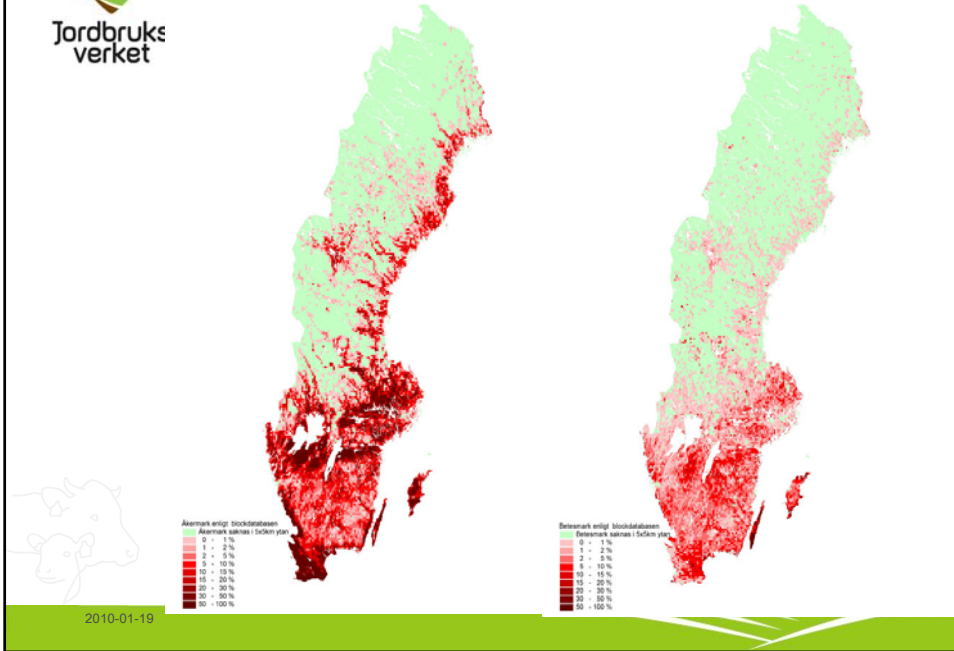 Jordbruks
verket
Åkermark enligt blockdatabasen
Åkermark saknas i 5x5km ytan
0 - 1 %
1 - 2 %
2 - 5 %
5 - 10 %
10 - 15 %
15 - 20 %
20 - 30 %
30 - 50 %
50 - 100 %
Betesmark enligt blockdatabasen
Betesmark saknas i 5x5km ytan
0 - 1 %
1 - 2 %
2 - 5 %
5 - 10 %
10 - 15 %
15 - 20 %
20 - 30 %
30 - 50 %
50 - 100 %
2010-01-19